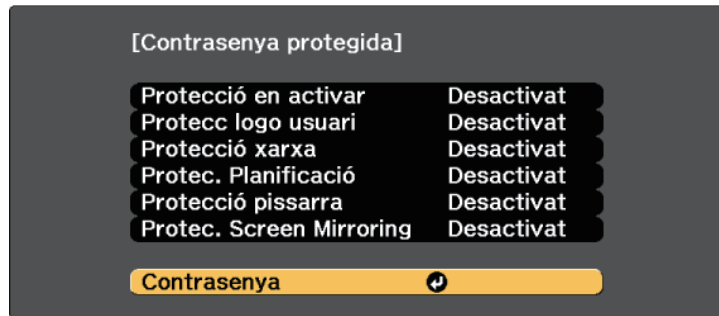 [Contrasenya protegida]
Protecció en activar Desactivat
Protecc logo usuari Desactivat
Protecció xarxa Desactivat
Protec. Planificació Desactivat
Protecció pissarra Desactivat
Protec. Screen Mirroring Desactivat
Contrasenya